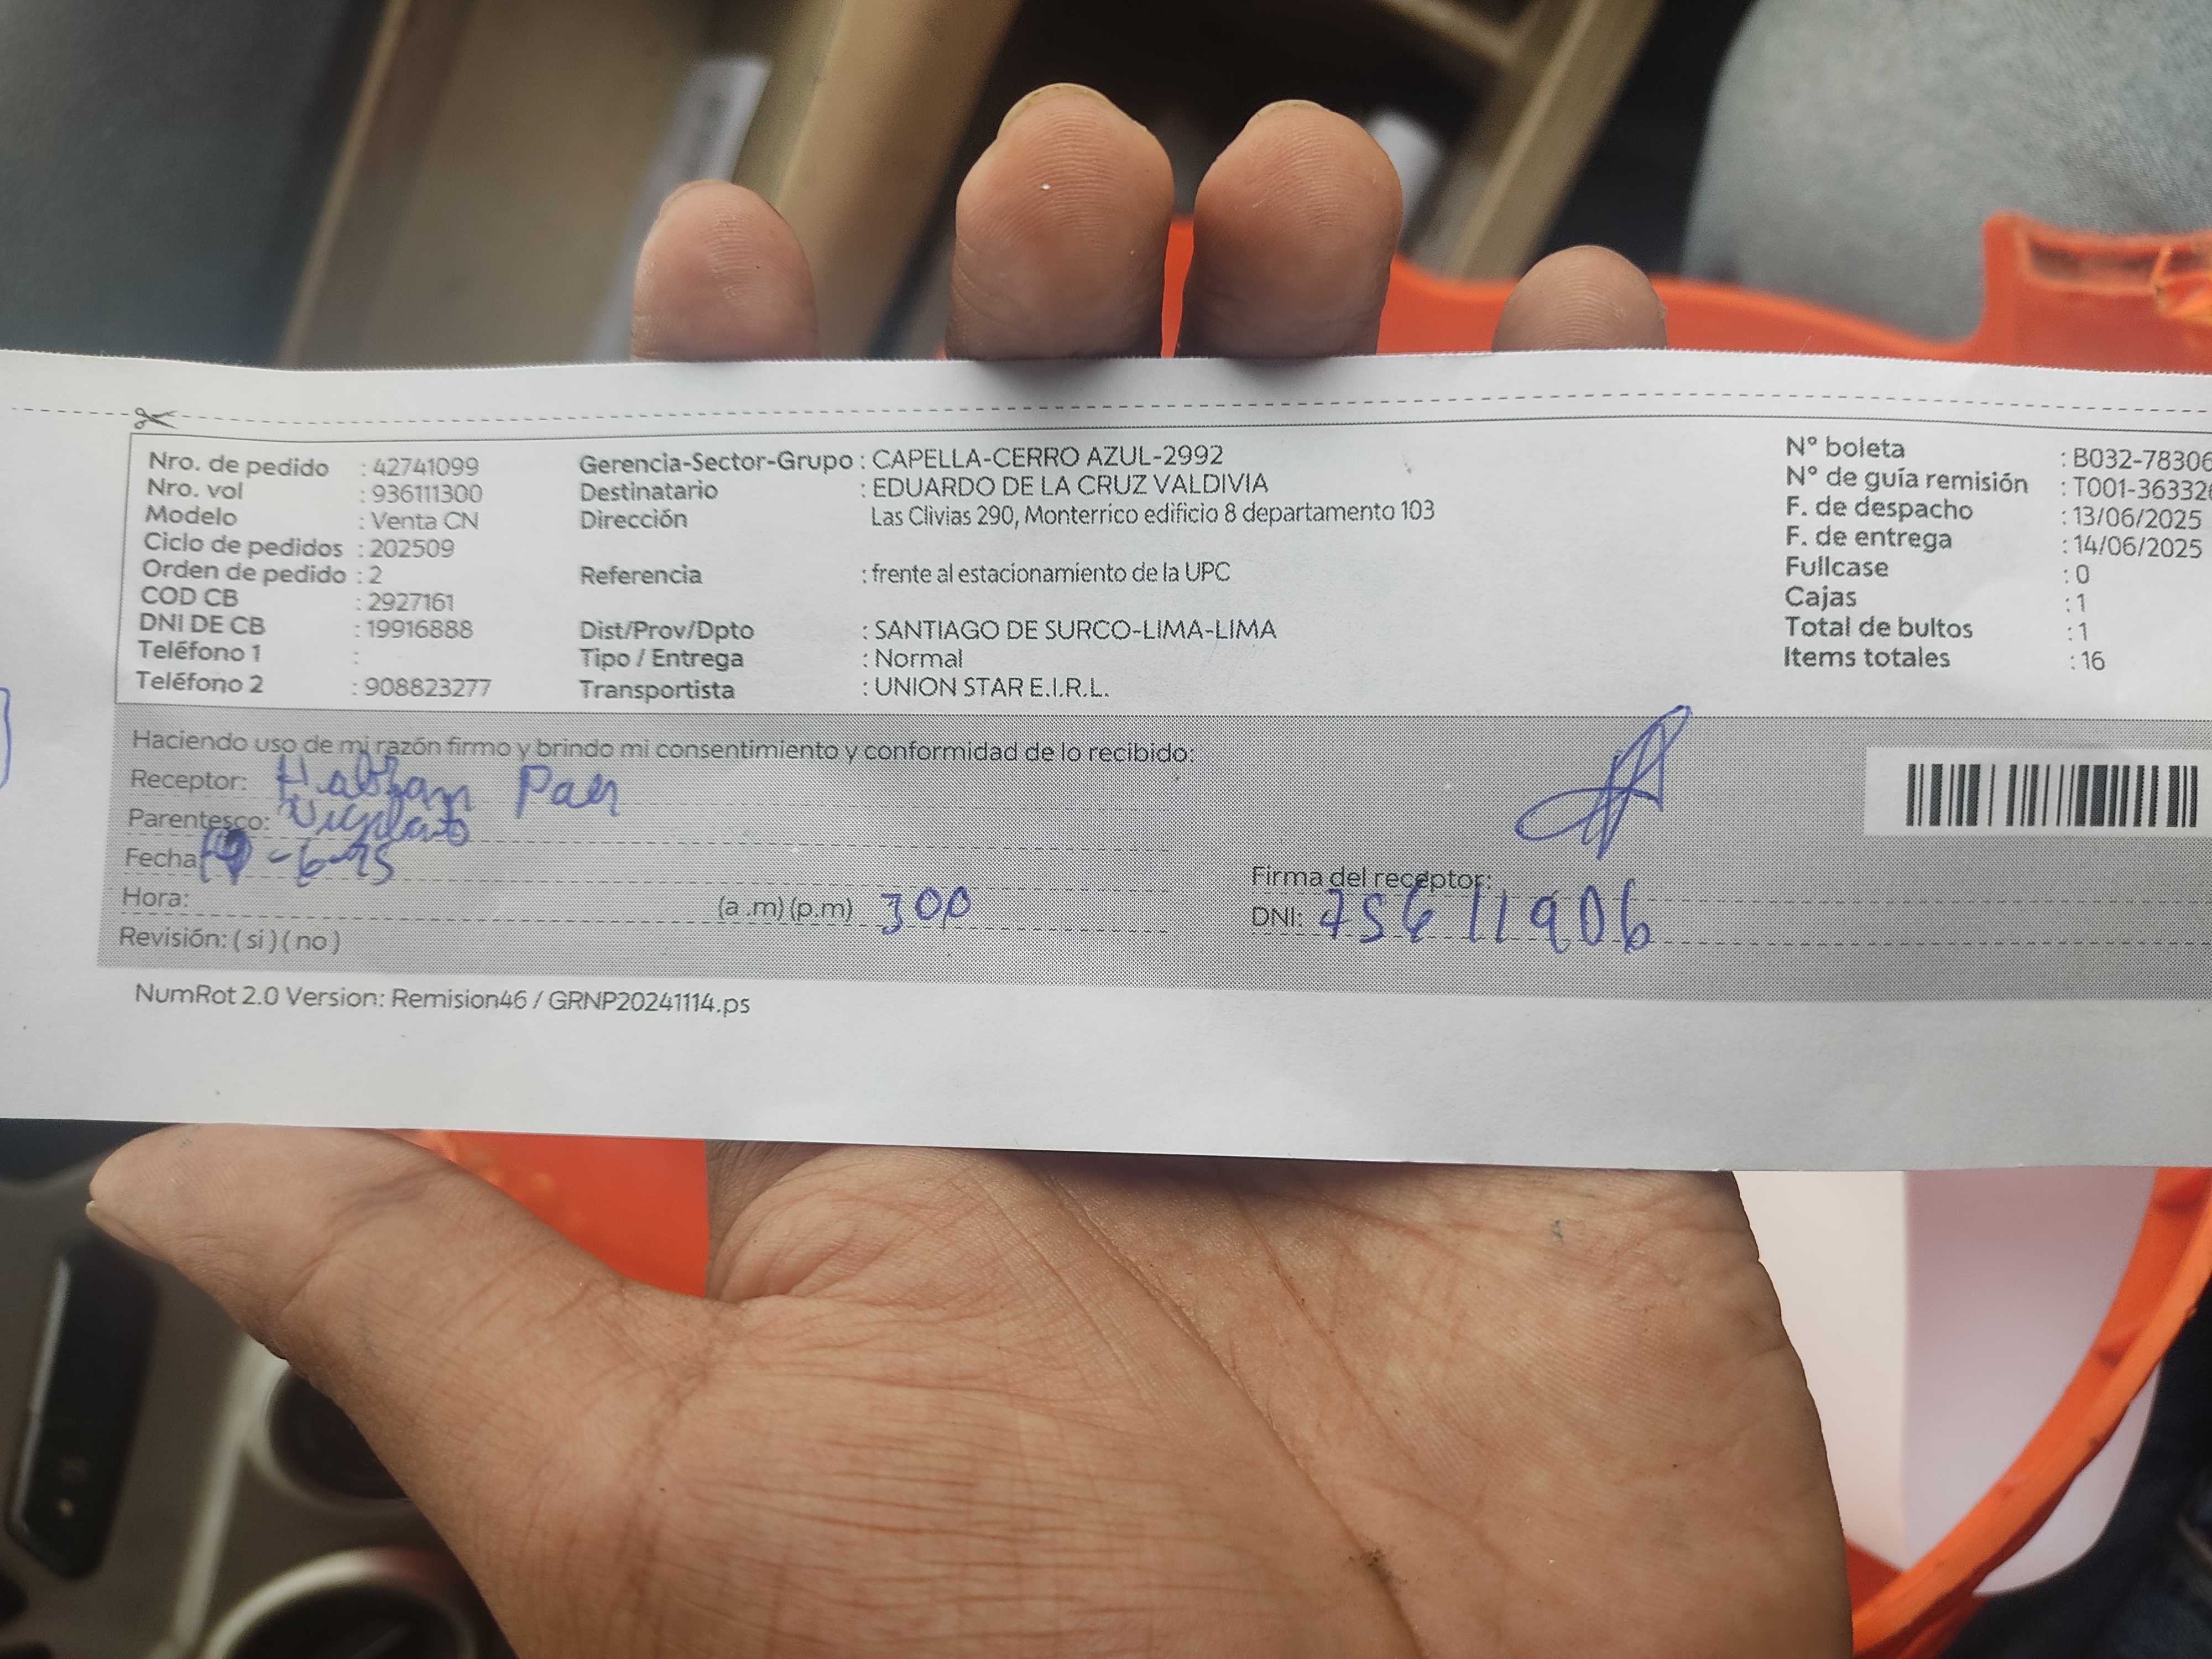 Nro. de pedido : 42741099
Nro. vol : 936111300
Modelo : Venta CN
Ciclo de pedidos : 202509
Orden de pedido : 2
COD CB : 2927161
DNI DE CB : 19916888
Teléfono 1 :
Teléfono 2 : 908823277
Gerencia-Sector-Grupo : CAPELLA-CERRO AZUL-2992
Destinatario : EDUARDO DE LA CRUZ VALDIVIA
Dirección Las Clivias 290, Monterrico edificio 8 departamento 103
Referencia : frente al estacionamiento de la UPC
Dist/Prov/Dpto : SANTIAGO DE SURCO-LIMA-LIMA
Tipo / Entrega : Normal
Transportista : UNION STAR E.I.R.L.
N° boleta : B032-78306
N° de guía remisión : T001-36332
F. de despacho : 13/06/2025
F. de entrega : 14/06/2025
Fullcase : 0
Cajas : 1
Total de bultos : 1
Items totales : 16
Haciendo uso de mi razón firmo y brindo mi consentimiento y conformidad de lo recibido:
Receptor:
Parentesco:
Fecha
Hora: (a .m) (p.m) 300
Revisión: ( si ) ( no )
Firma del receptor:
DNI: 75611906
NumRot 2.0 Version: Remision46 / GRNP20241114.ps